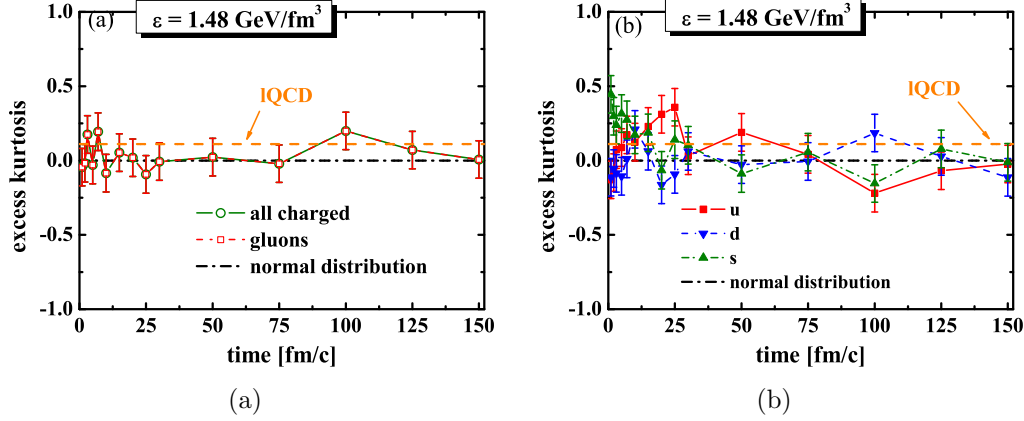 (a)
ε = 1.48 GeV/fm³
1.0
0.5
0.0
-0.5
-1.0
excess kurtosis
lQCD
all charged
gluons
normal distribution
0 25 50 75 100 125 150
time [fm/c]
(a)
(b)
ε = 1.48 GeV/fm³
1.0
0.5
0.0
-0.5
-1.0
excess kurtosis
lQCD
u
d
s
normal distribution
0 25 50 75 100 125 150
time [fm/c]
(b)